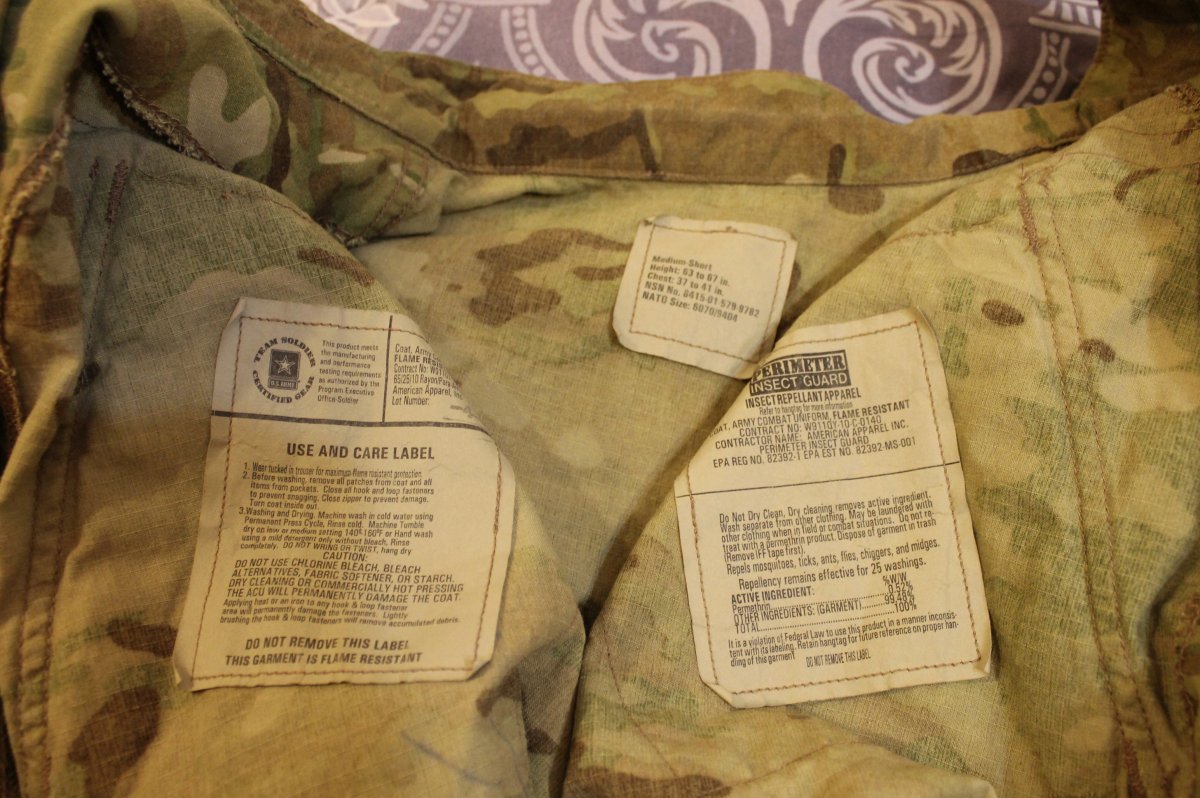 TEAM SOLDIER
U.S. ARMY
CERTIFIED GEAR
This product meets
the manufacturing
and performance
testing requirements
as authorized by the
Program Executive
Office-Soldier
Coat, Army
FLAME
Contract No:
65/25/10 Rayon/Para
American Apparel,
Lot Number:
USE AND CARE LABEL
1. Wear tucked in trouser for maximum flame resistant protection.
2. Before washing, remove all patches from coat and all
items from pockets. Close all hook and loop fasteners
to prevent snagging. Close zipper to prevent damage.
Torn coat inside out.
3.Washing and Drying. Machine wash in cold water using
Permanent Press Cycle, Rinse cold. Machine Tumble
dry on low or medium setting 140°-160°F or Hand wash
using a mild detergent only without bleach. Rinse
completely. DO NOT WRING OR TWIST, hang dry
CAUTION:
DO NOT USE CHLORINE BLEACH, BLEACH
ALTERNATIVES, FABRIC SOFTENER, OR STARCH.
DRY CLEANING OR COMMERCIALLY HOT PRESSING
THE ACU WILL PERMANENTLY DAMAGE THE COAT.
Applying heat or an iron to any hook & loop fastener
area will permanently damage the fasteners. Lightly
brushing the hook & loop fasteners will remove accumulated debris.
DO NOT REMOVE THIS LABEL
THIS GARMENT IS FLAME RESISTANT
Medium-Short
Height: 63 to 67 in.
Chest: 37 to 41 in.
NSN No. 8415-01-579-9782
NATO Size: 6070/9404
PERIMETER
INSECT GUARD
INSECT REPELLANT APPAREL
Refer to hangtag for more information
COAT, ARMY COMBAT UNIFORM, FLAME RESISTANT
CONTRACT NO: W911QY-10-C-0140
CONTRACTOR NAME: AMERICAN APPAREL INC.
PERIMETER INSECT GUARD
EPA REG NO. 82392-1 EPA EST NO. 82392-MS-001
Do Not Dry Clean, Dry cleaning removes active ingredient.
Wash separate from other clothing. May be laundered with
other clothing when in field or combat situations. Do not re-
treat with a permethrin product. Dispose of garment in trash
(Remove IFF tape first).
Repels mosquitoes, ticks, ants, flies, chiggers, and midges.
Repellency remains effective for 25 washings.
ACTIVE INGREDIENT: %W/W
Permethrin 0.52%
OTHER INGREDIENTS: (GARMENT) 99.48%
TOTAL 100%
It is a violation of Federal Law to use this product in a manner inconsis-
tent with its labeling. Retain hangtag for future reference on proper han-
dling of this garment DO NOT REMOVE THIS LABEL